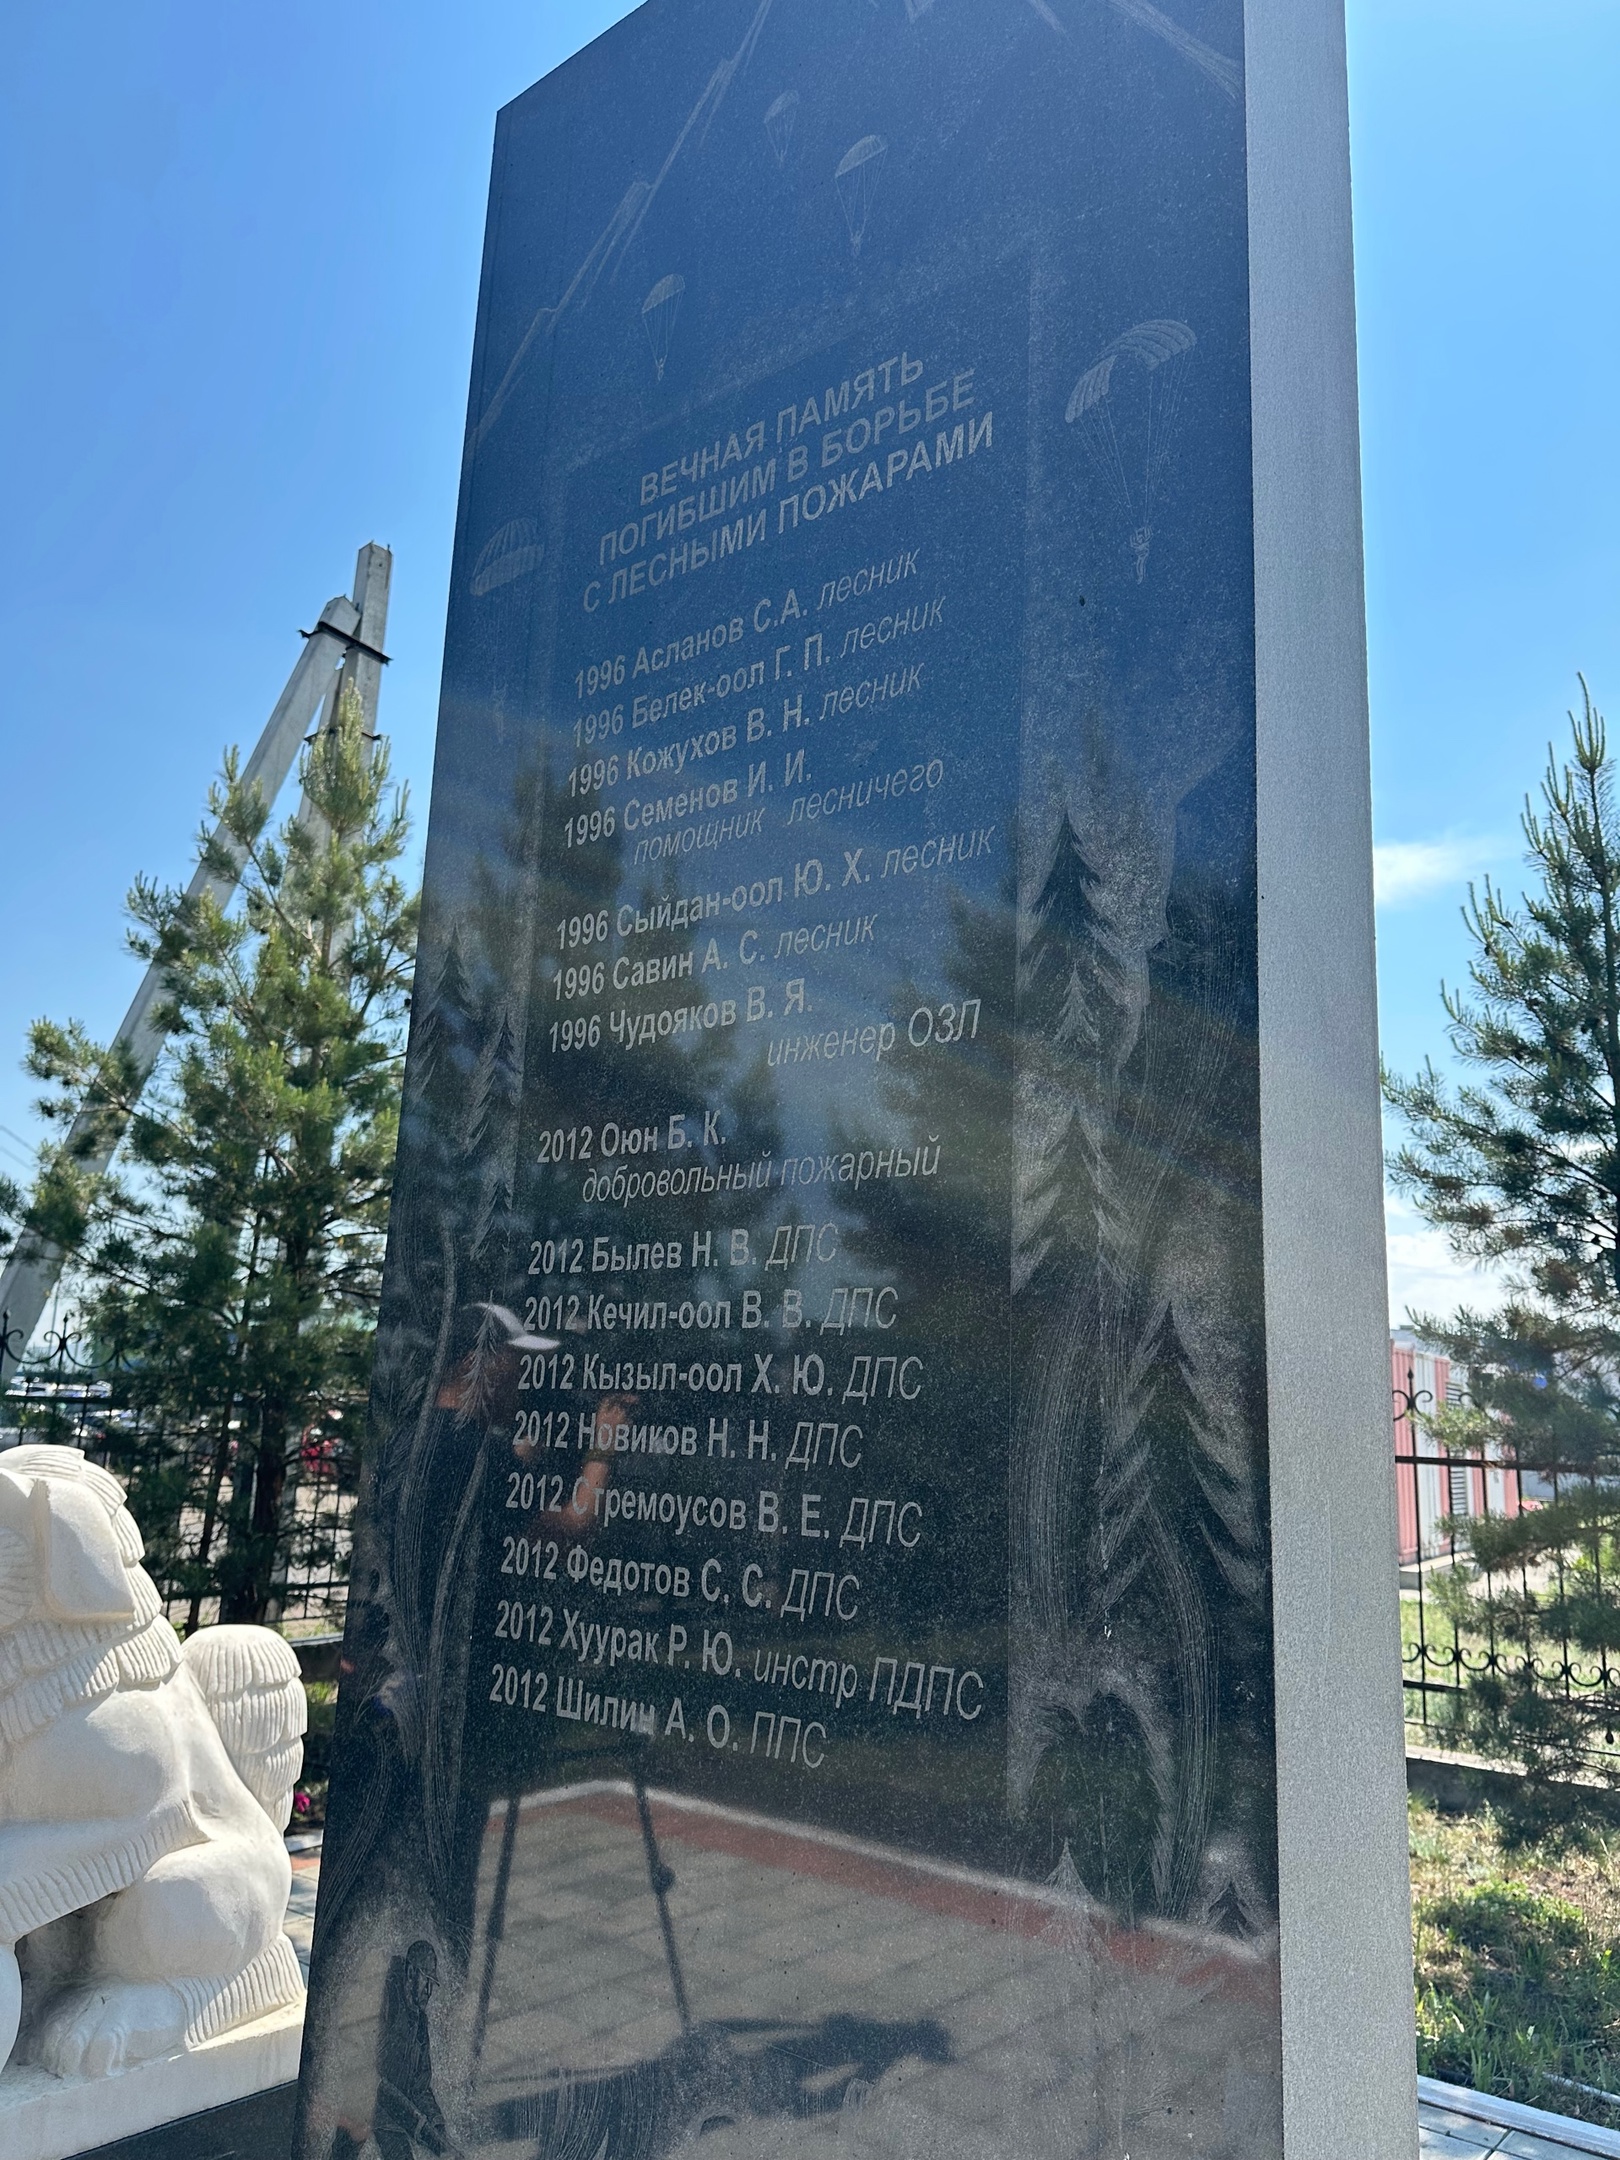 ВЕЧНАЯ ПАМЯТЬ
ПОГИБШИМ В БОРЬБЕ
С ЛЕСНЫМИ ПОЖАРАМИ
1996 Асланов С.А. лесник
1996 Белек-оол Г. П. лесник
1996 Кожухов В. Н. лесник
1996 Семенов И. И.
помощник лесничего
1996 Сыйдан-оол Ю. Х. лесник
1996 Савин А. С. лесник
1996 Чудояков В. Я.
инженер ОЗЛ
2012 Оюн Б. К.
добровольный пожарный
2012 Былев Н. В. ДПС
2012 Кечил-оол В. В. ДПС
2012 Кызыл-оол Х. Ю. ДПС
2012 Новиков Н. Н. ДПС
2012 Стремоусов В. Е. ДПС
2012 Федотов С. С. ДПС
2012 Хуурак Р. Ю. инстр ПДПС
2012 Шилин А. О. ППС